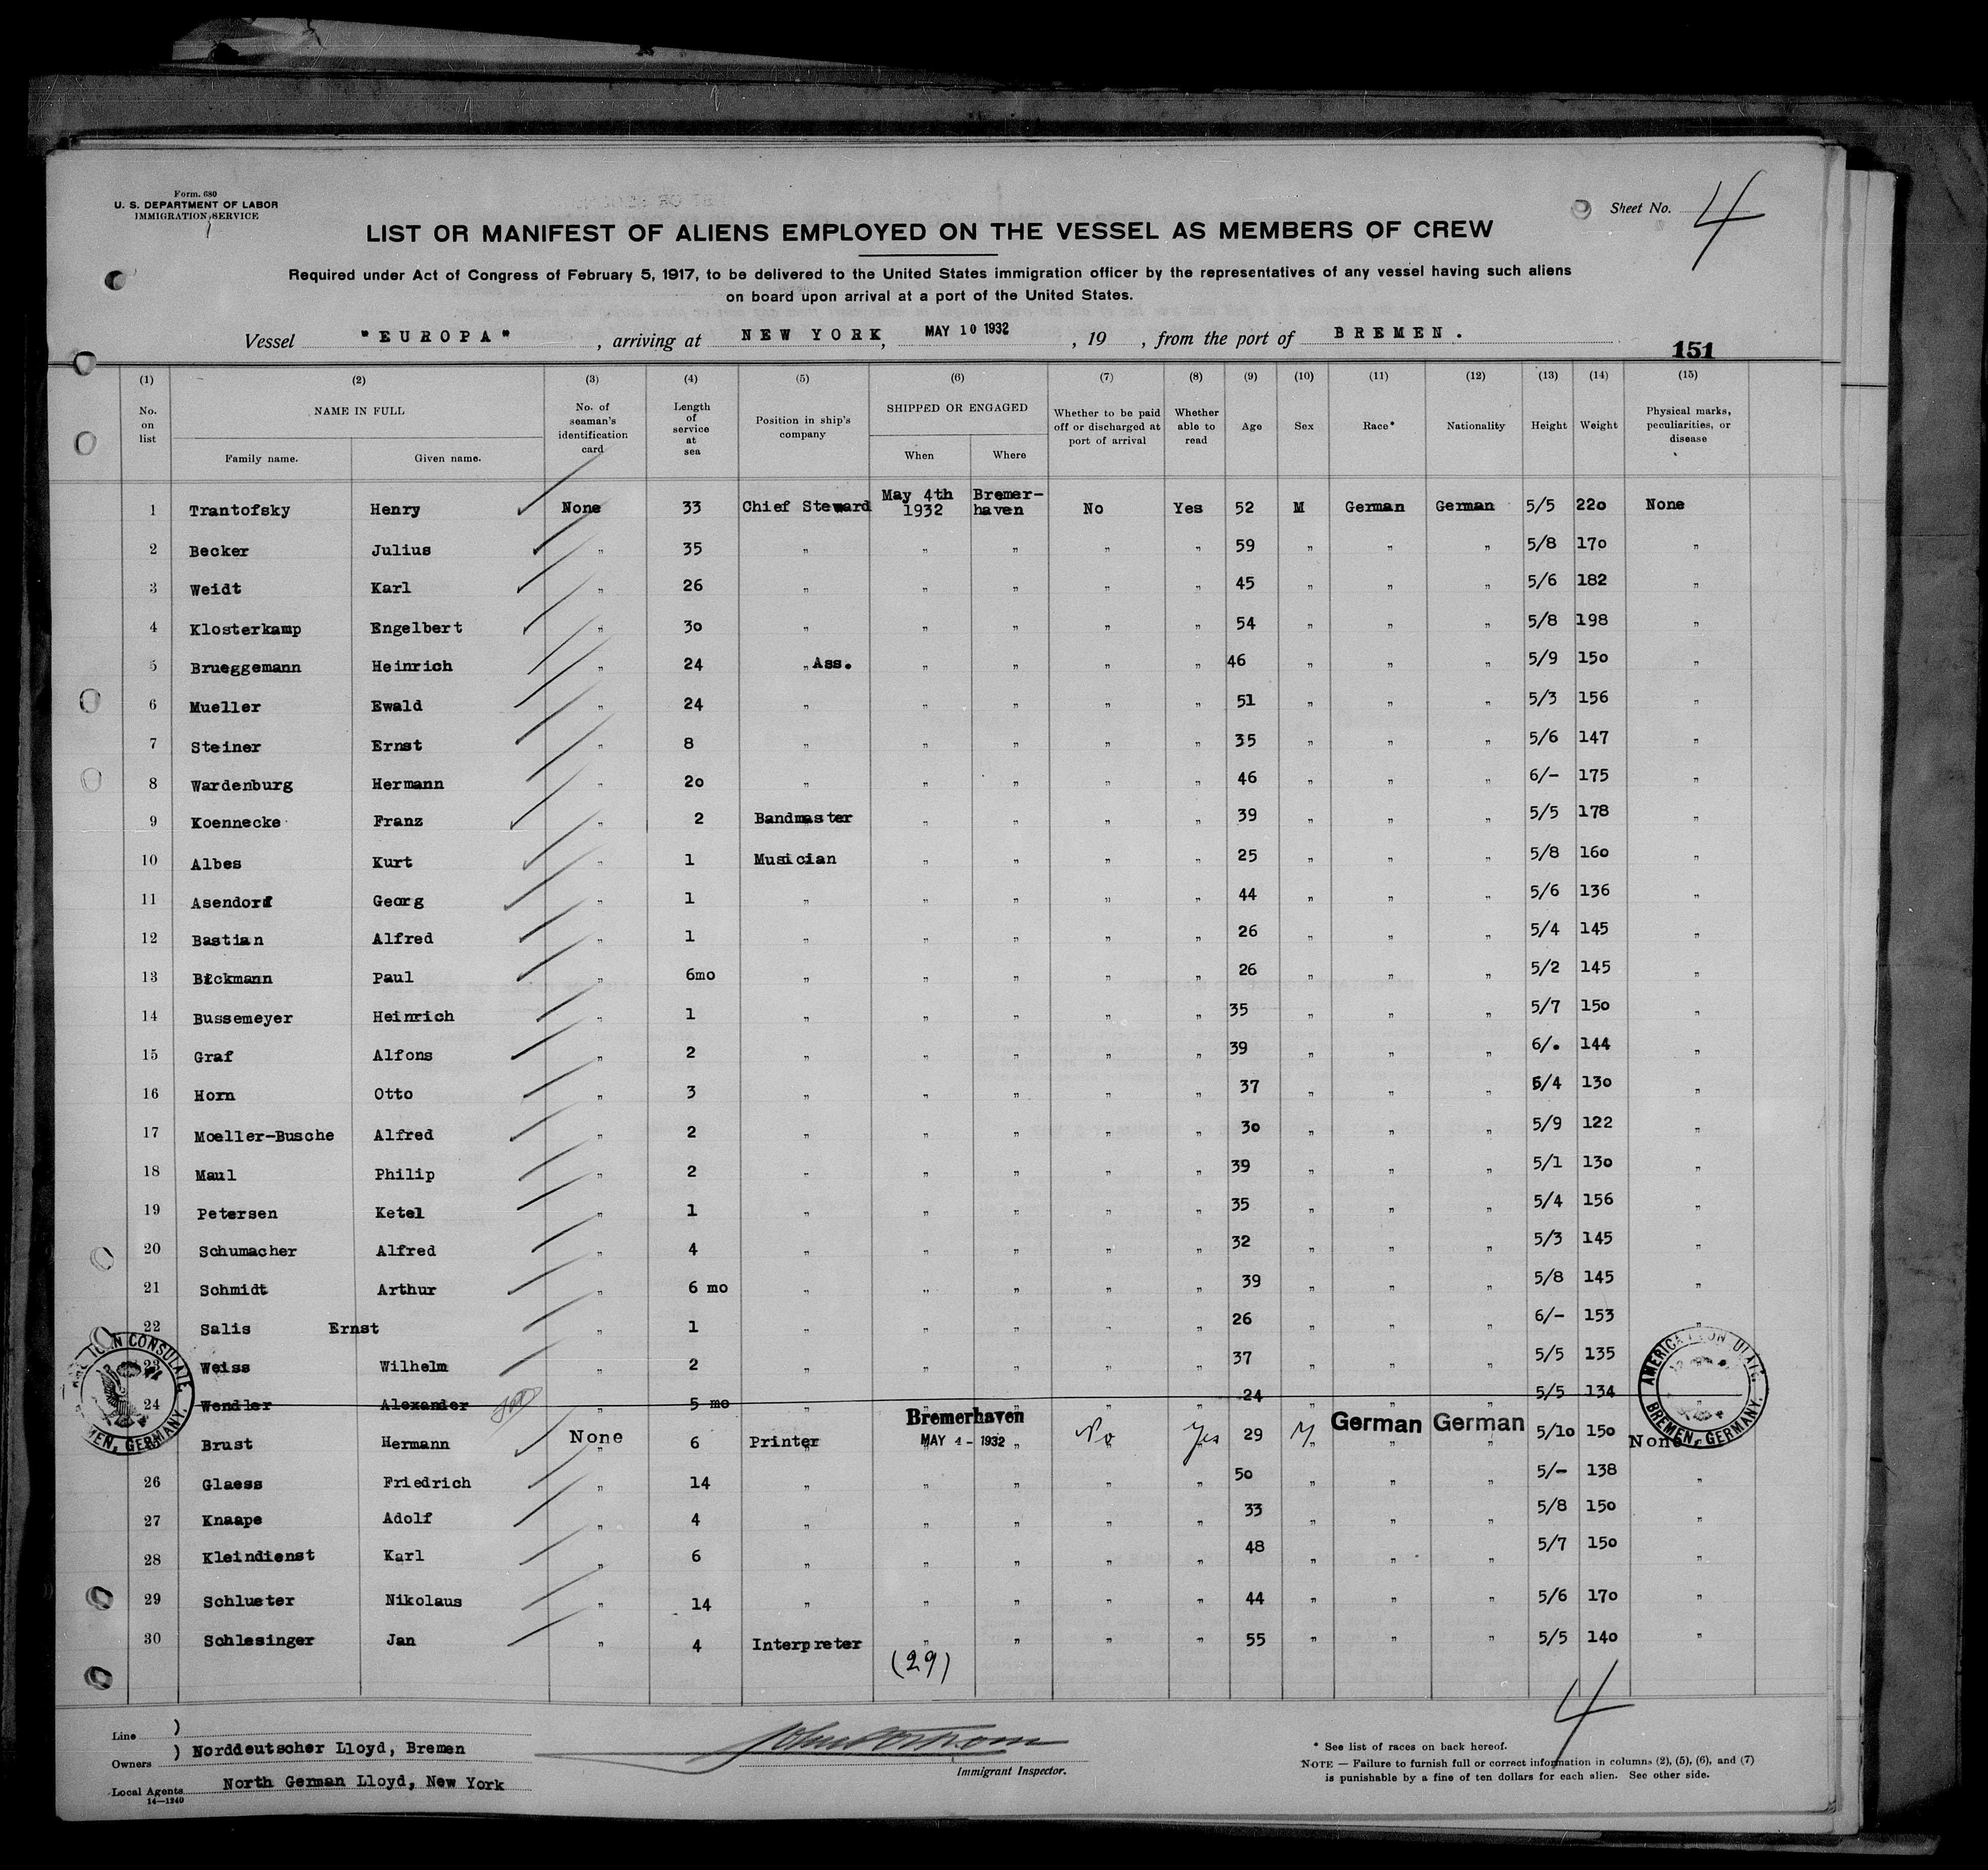 Form. 680
U. S. DEPARTMENT OF LABOR
IMMIGRATION SERVICE
Sheet No. 4
LIST OR MANIFEST OF ALIENS EMPLOYED ON THE VESSEL AS MEMBERS OF CREW
Required under Act of Congress of February 5, 1917, to be delivered to the United States immigration officer by the representatives of any vessel having such aliens
on board upon arrival at a port of the United States.
Vessel "EUROPA", arriving at NEW YORK, MAY 10 1932, 19 , from the port of BREMEN.
151
(1) (2) (3) (4) (5) (6) (7) (8) (9) (10) (11) (12) (13) (14) (15)
No. on list NAME IN FULL Family name. Given name. No. of seaman's identification card Length of service at sea Position in ship's company SHIPPED OR ENGAGED When Where Whether to be paid off or discharged at port of arrival Whether able to read Age Sex Race* Nationality Height Weight Physical marks, peculiarities, or disease
1 Trantofsky Henry None 33 Chief Steward May 4th 1932 Bremer-haven No Yes 52 M German German 5/5 220 None
2 Becker Julius " 35 " " " " " 59 " " " 5/8 170 "
3 Weidt Karl " 26 " " " " " 45 " " " 5/6 182 "
4 Klosterkamp Engelbert " 30 " " " " " 54 " " " 5/8 198 "
5 Brueggemann Heinrich " 24 " Ass. " " " " 46 " " " 5/9 150 "
6 Mueller Ewald " 24 " " " " " 51 " " " 5/3 156 "
7 Steiner Ernst " 8 " " " " " 35 " " " 5/6 147 "
8 Wardenburg Hermann " 20 " " " " " 46 " " " 6/- 175 "
9 Koennecke Franz " 2 Bandmaster " " " " 39 " " " 5/5 178 "
10 Albes Kurt " 1 Musician " " " " 25 " " " 5/8 160 "
11 Asendorf Georg " 1 " " " " " 44 " " " 5/6 136 "
12 Bastian Alfred " 1 " " " " " 26 " " " 5/4 145 "
13 Paul " 6mo " " " " " 26 " " " 5/2 145 "
14 Bussemeyer Heinrich " 1 " " " " " 35 " " " 5/7 150 "
15 Graf Alfons " 2 " " " " " 39 " " " 6/. 144 "
16 Horn Otto " 3 " " " " " 37 " " " 5/4 130 "
17 Moeller-Busche Alfred " 2 " " " " " 30 " " " 5/9 122 "
18 Maul Philip " 2 " " " " " 39 " " " 5/1 130 "
19 Petersen Ketel " 1 " " " " " 35 " " " 5/4 156 "
20 Schumacher Alfred " 4 " " " " " 32 " " " 5/3 145 "
21 Schmidt Arthur " 6 mo " " " " " 39 " " " 5/8 145 "
22 Salis Ernst " 1 " " " " " 26 " " " 6/- 153 "
23 Weiss Wilhelm " 2 " " " " " 37 " " " 5/5 135
24 Wendler Alexander " 5 mo " " " " " 24 " " " 5/5 134
Brust Hermann None 6 Printer Bremerhaven MAY 4 - 1932 " No Yes 29 M German German 5/10 150 None
26 Glaess Friedrich " 14 " " " " " 50 " " " 5/- 138 "
27 Knaape Adolf " 4 " " " " " 33 " " " 5/8 150 "
28 Kleindienst Karl " 6 " " " " " 48 " " " 5/7 150 "
29 Schlueter Nikolaus " 14 " " " " " 44 " " " 5/6 170 "
30 Schlesinger Jan " 4 Interpreter " " " " 55 " " " 5/5 140 "
(29)
4
CONSULATE
BREMEN, GERMANY.
AMERICAN
BREMEN, GERMANY.
Line )
Owners ) Norddeutscher Lloyd, Bremen
Local Agents North German Lloyd, New York
14—1240
Immigrant Inspector.
* See list of races on back hereof.
NOTE — Failure to furnish full or correct information in columns (2), (5), (6), and (7)
is punishable by a fine of ten dollars for each alien. See other side.